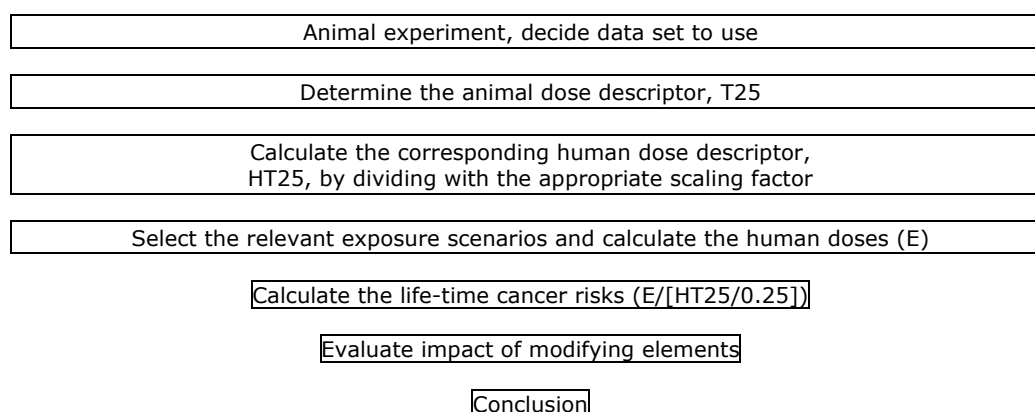 Animal experiment, decide data set to use
Determine the animal dose descriptor, T25
Calculate the corresponding human dose descriptor,
HT25, by dividing with the appropriate scaling factor
Select the relevant exposure scenarios and calculate the human doses (E)
Calculate the life-time cancer risks (E/[HT25/0.25])
Evaluate impact of modifying elements
Conclusion